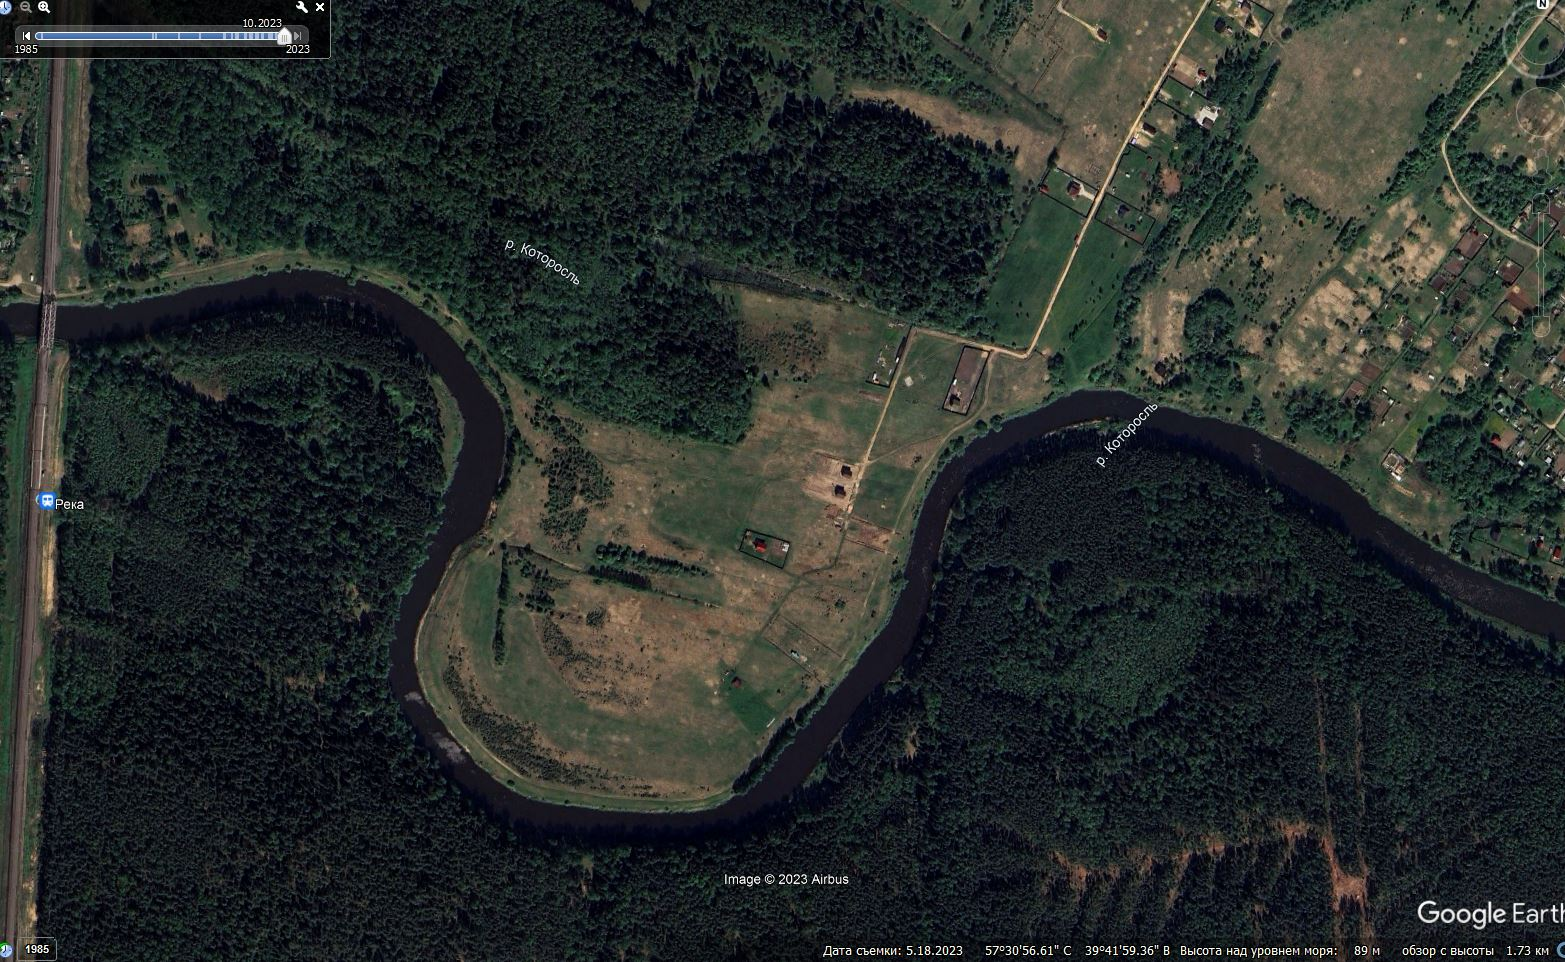 10.2023
1985
2023
р. Которосль
р. Которосль
Река
Image © 2023 Airbus
Google Earth
1985
Дата съемки: 5.18.2023 57°30'56.61" С 39°41'59.36" В Высота над уровнем моря: 89 м обзор с высоты 1.73 км
N